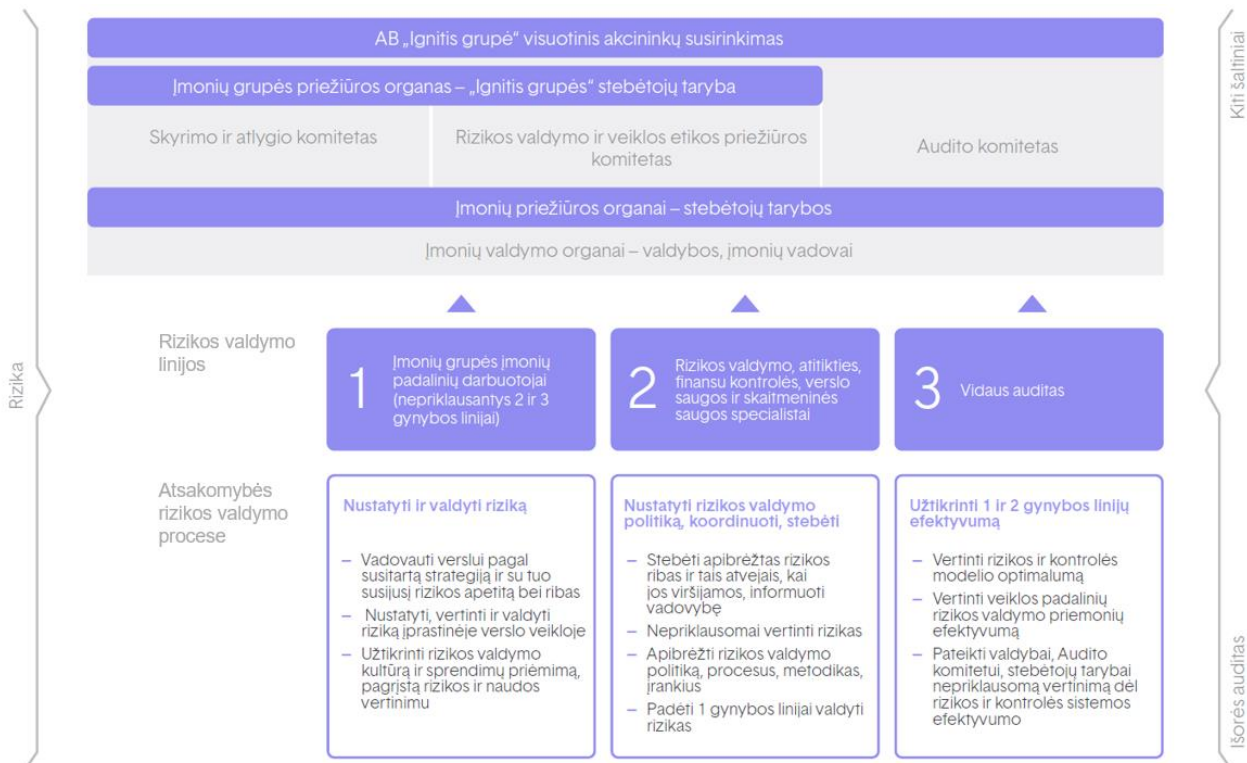 AB „Ignitis grupė“ visuotinis akcininkų susirinkimas
Įmonių grupės priežiūros organas – „Ignitis grupės“ stebėtojų taryba
Skyrimo ir atlygio komitetas
Rizikos valdymo ir veiklos etikos priežiūros
komitetas
Audito komitetas
Įmonių priežiūros organai – stebėtojų tarybos
Įmonių valdymo organai – valdybos, įmonių vadovai
Rizika
Kiti šaltiniai
Išorės auditas
Rizikos valdymo
linijos
1
Įmonių grupės įmonių
padalinių darbuotojai
(nepriklausantys 2 ir 3
gynybos linijai)
2
Rizikos valdymo, atitikties,
finansu kontrolės, verslo
saugos ir skaitmeninės
saugos specialistai
3
Vidaus auditas
Atsakomybės
rizikos valdymo
procese
Nustatyti ir valdyti riziką
– Vadovauti verslui pagal
susitartą strategiją ir su tuo
susijusį rizikos apetitą bei ribas
– Nustatyti, vertinti ir valdyti
riziką įprastinėje verslo veikloje
– Užtikrinti rizikos valdymo
kultūrą ir sprendimų priėmimą,
pagrįstą rizikos ir naudos
vertinimu
Nustatyti rizikos valdymo
politiką, koordinuoti, stebėti
– Stebėti apibrėžtas rizikos
ribas ir tais atvejais, kai
jos viršijamos, informuoti
vadovybę
– Nepriklausomai vertinti rizikas
– Apibrėžti rizikos valdymo
politiką, procesus, metodikas,
įrankius
– Padėti 1 gynybos linijai valdyti
rizikas
Užtikrinti 1 ir 2 gynybos linijų
efektyvumą
– Vertinti rizikos ir kontrolės
modelio optimalumą
– Vertinti veiklos padalinių
rizikos valdymo priemonių
efektyvumą
– Pateikti valdybai, Audito
komitetui, stebėtojų tarybai
nepriklausomą vertinimą dėl
rizikos ir kontrolės sistemos
efektyvumo